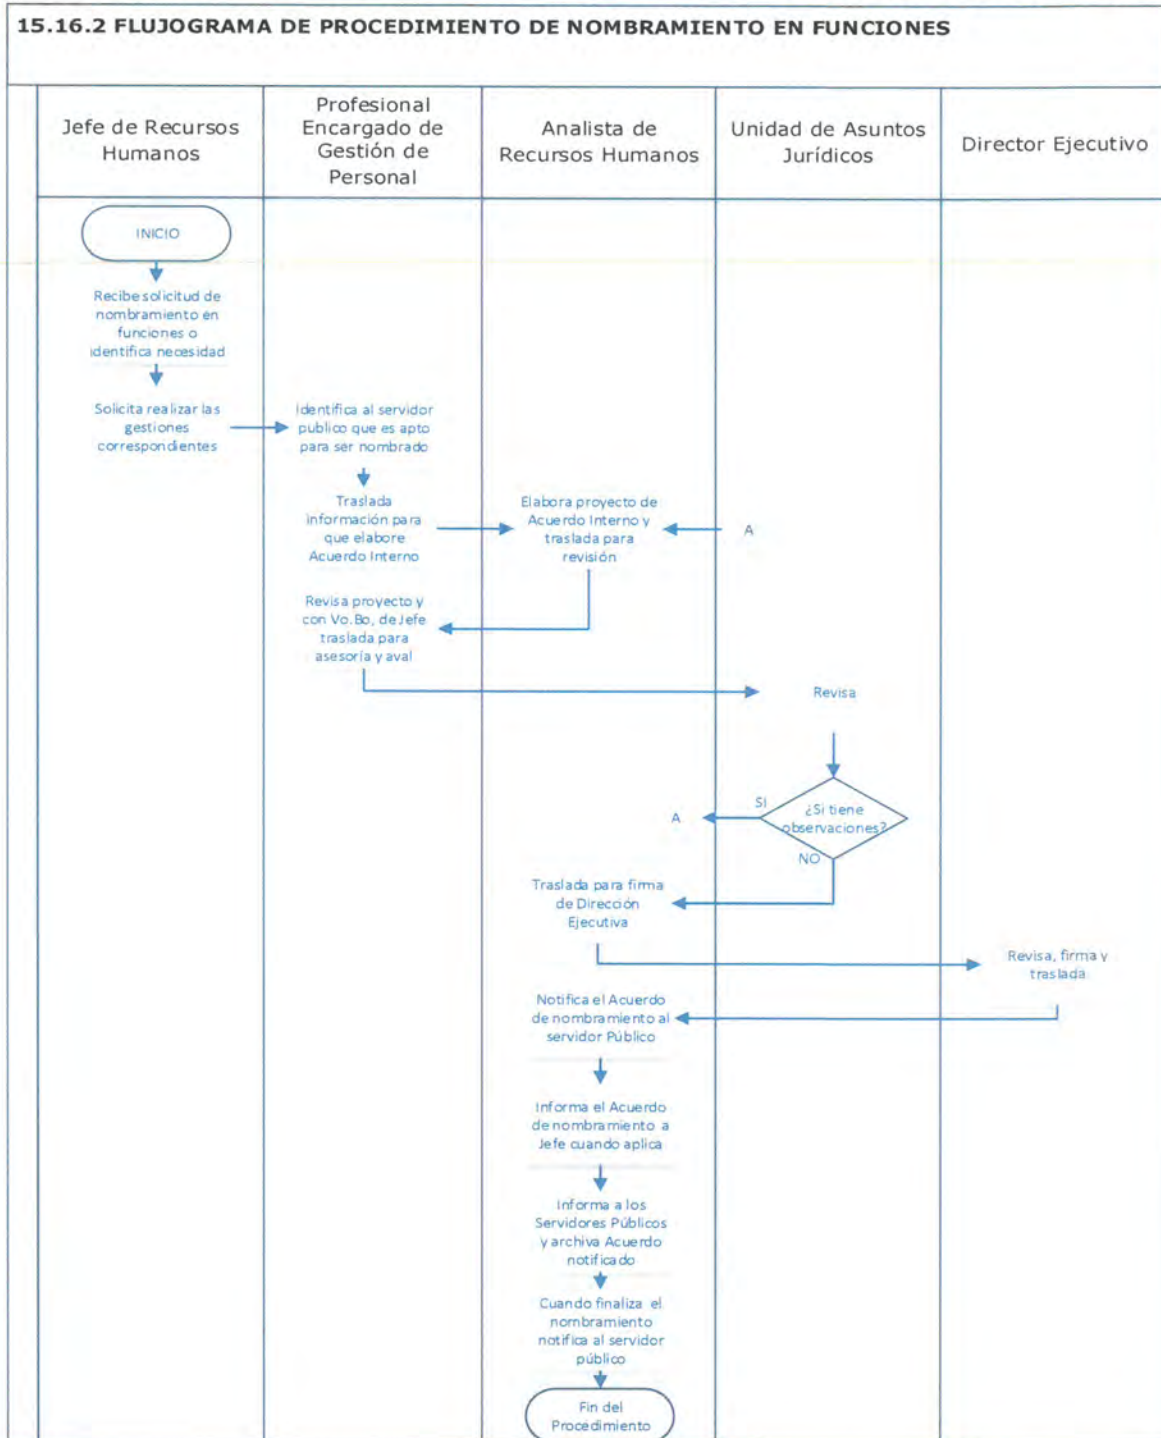 15.16.2 FLUJOGRAMA DE PROCEDIMIENTO DE NOMBRAMIENTO EN FUNCIONES
Jefe de Recursos
Humanos
Profesional
Encargado de
Gestión de
Personal
Analista de
Recursos Humanos
Unidad de Asuntos
Jurídicos
Director Ejecutivo
INICIO
Recibe solicitud de
nombramiento en
funciones o
identifica necesidad
Solicita realizar las
gestiones
correspondientes
Identifica al servidor
publico que es apto
para ser nombrado
Traslada
información para
que elabore
Acuerdo Interno
Elabora proyecto de
Acuerdo Interno y
traslada para
revisión
A
Revisa proyecto y
con Vo.Bo, de Jefe
traslada para
asesoría y aval
Revisa
¿Si tiene
observaciones?
SI
A
NO
Traslada para firma
de Dirección
Ejecutiva
Revisa, firma y
traslada
Notifica el Acuerdo
de nombramiento al
servidor Público
Informa el Acuerdo
de nombramiento a
Jefe cuando aplica
Informa a los
Servidores Públicos
y archiva Acuerdo
notificado
Cuando finaliza el
nombramiento
notifica al servidor
público
Fin del
Procedimiento